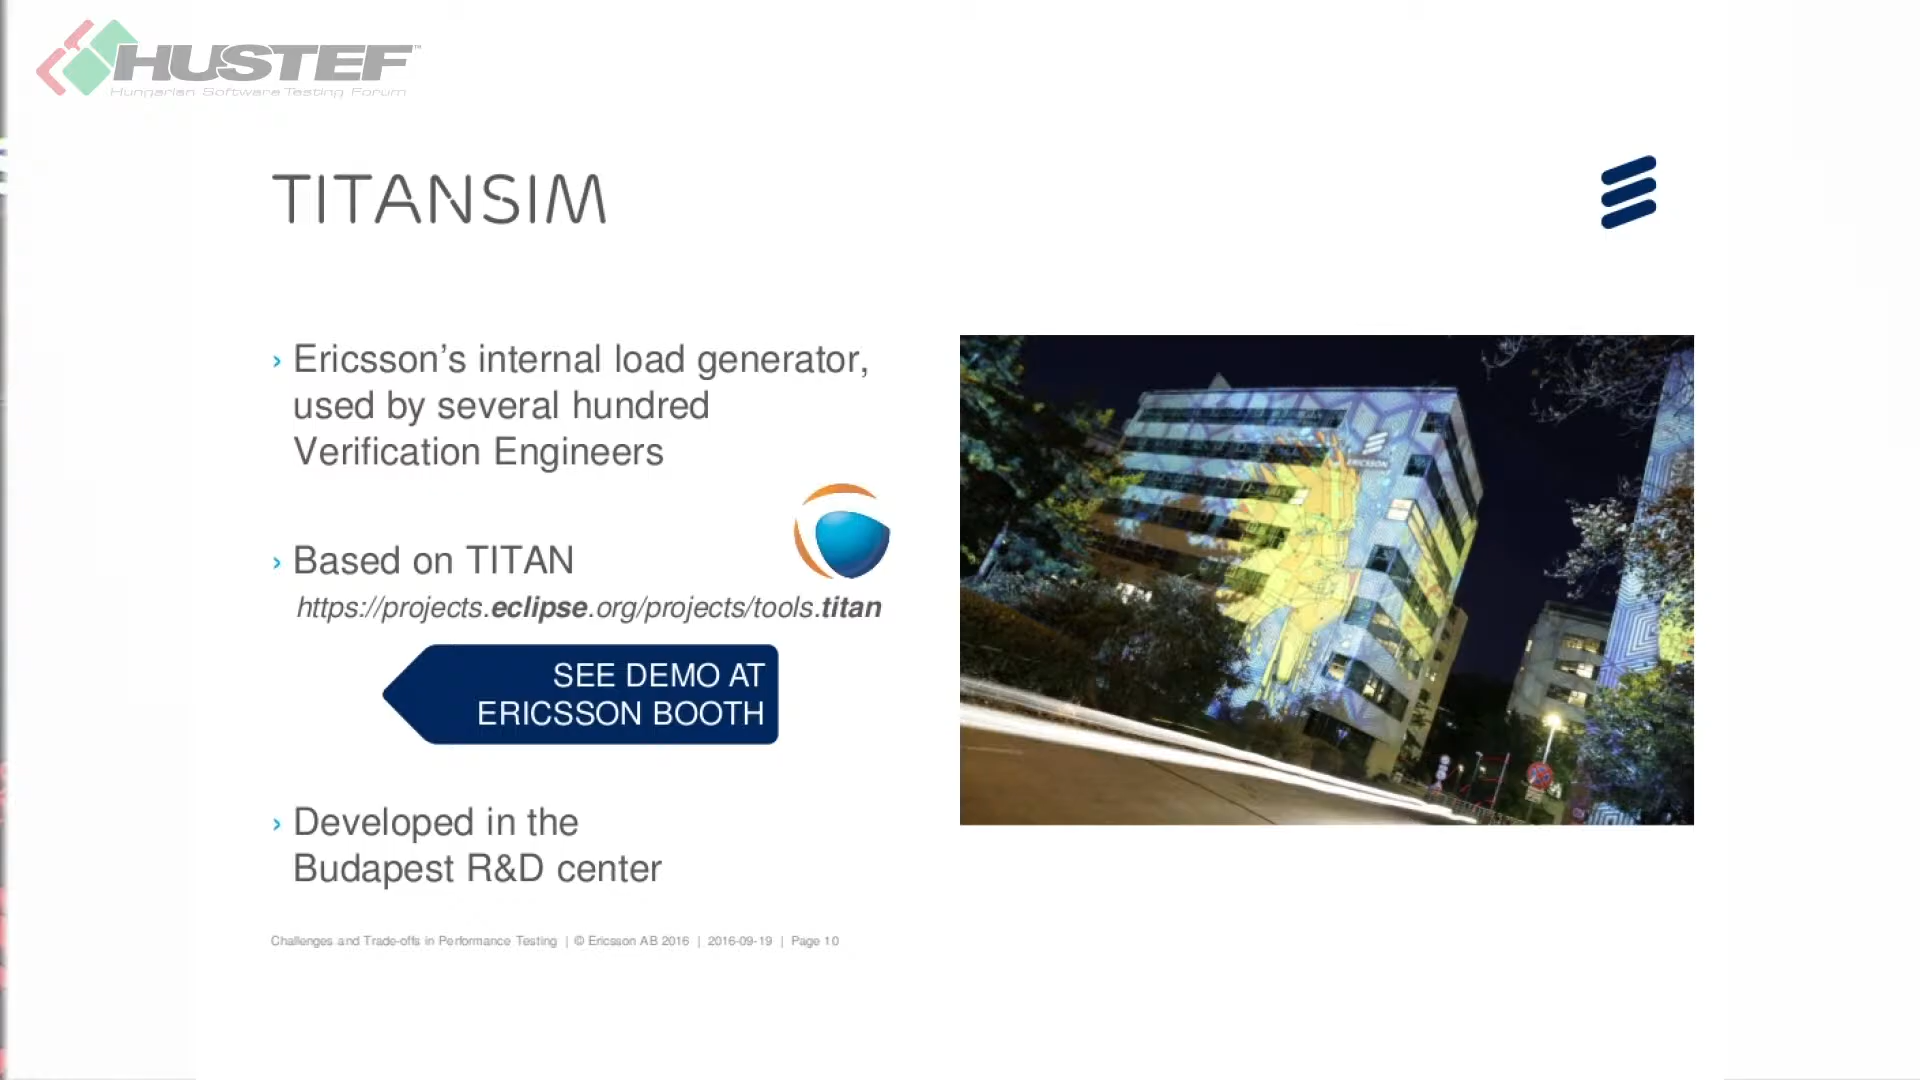 HUSTEF™
Hungarian Software Testing Forum
TITANSIM
› Ericsson’s internal load generator,
used by several hundred
Verification Engineers
› Based on TITAN
https://projects.eclipse.org/projects/tools.titan
SEE DEMO AT
ERICSSON BOOTH
› Developed in the
Budapest R&D center
ERICSSON
Challenges and Trade-offs in Performance Testing | © Ericsson AB 2016 | 2016-09-19 | Page 10